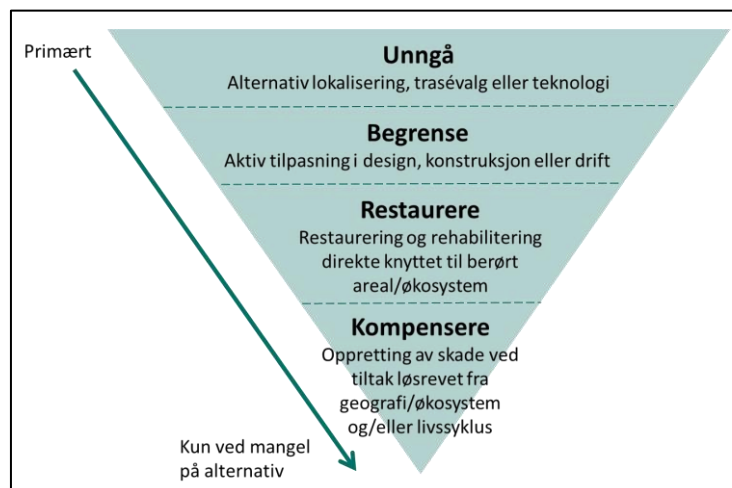 Primært
Unngå
Alternativ lokalisering, trasévalg eller teknologi
Begrense
Aktiv tilpasning i design, konstruksjon eller drift
Restaurere
Restaurering og rehabilitering
direkte knyttet til berørt
areal/økosystem
Kompensere
Oppretting av skade ved
tiltak løsrevet fra
geografi/økosystem
og/eller livssyklus
Kun ved mangel
på alternativ